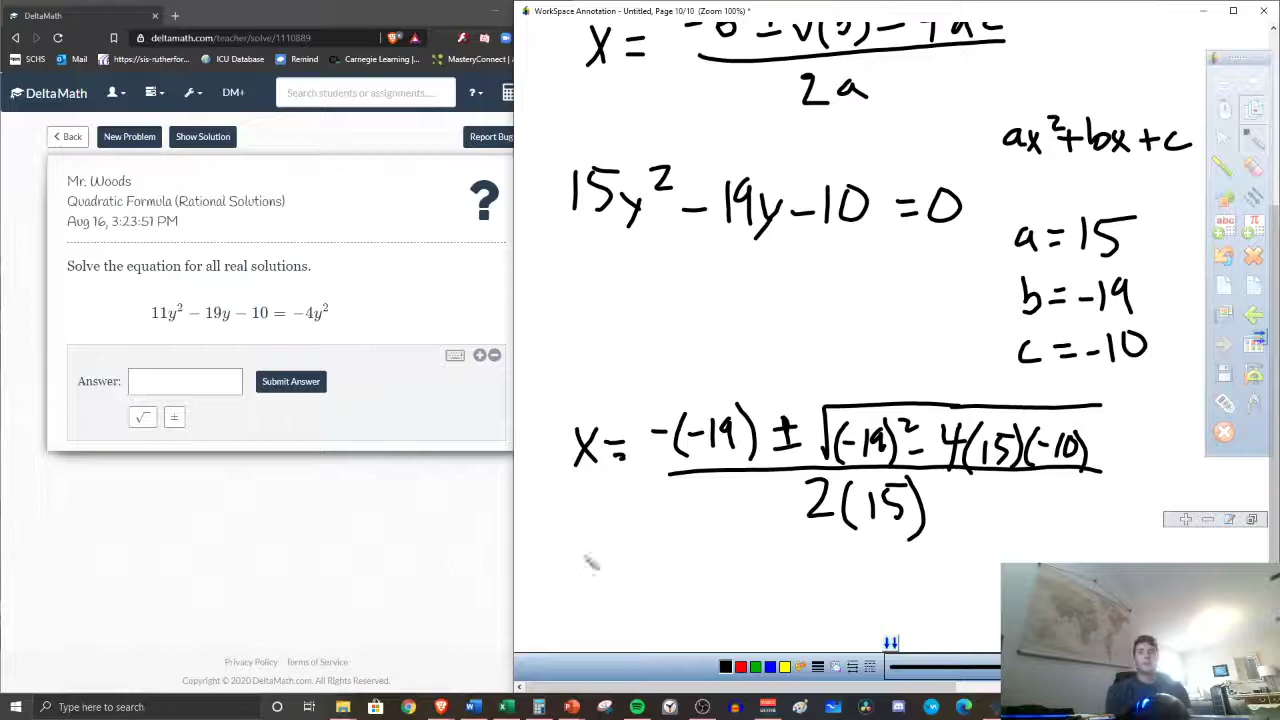 DeltaMath
deltamath.com/teacher/solve/1110889
SCHS
Mail
CU Dental
Denver
Carnegie Learning |...
MasteryConnect
DeltaMath
DM+
Search students or assignments...
Back
New Problem
Show Solution
Report Bug
Mr. Woods
Quadratic Formula (Rational Solutions)
Aug 16, 3:23:51 PM
?
Solve the equation for all real solutions.
11y² − 19y − 10 = −4y²
Answer:
Submit Answer
√
±
Privacy Policy
Terms of Service
Copyright © 2020 DeltaMath.com. All Rights Reserved.
WorkSpace Annotation - Untitled, Page 10/10 (Zoom 100%) *
2a
ax²+bx+c
15y² - 19y - 10 = 0
a = 15
b = -19
c = -10
x = -(-19) ± √(-19)² - 4(15)(-10)
2(15)
abc
π
Type here to search